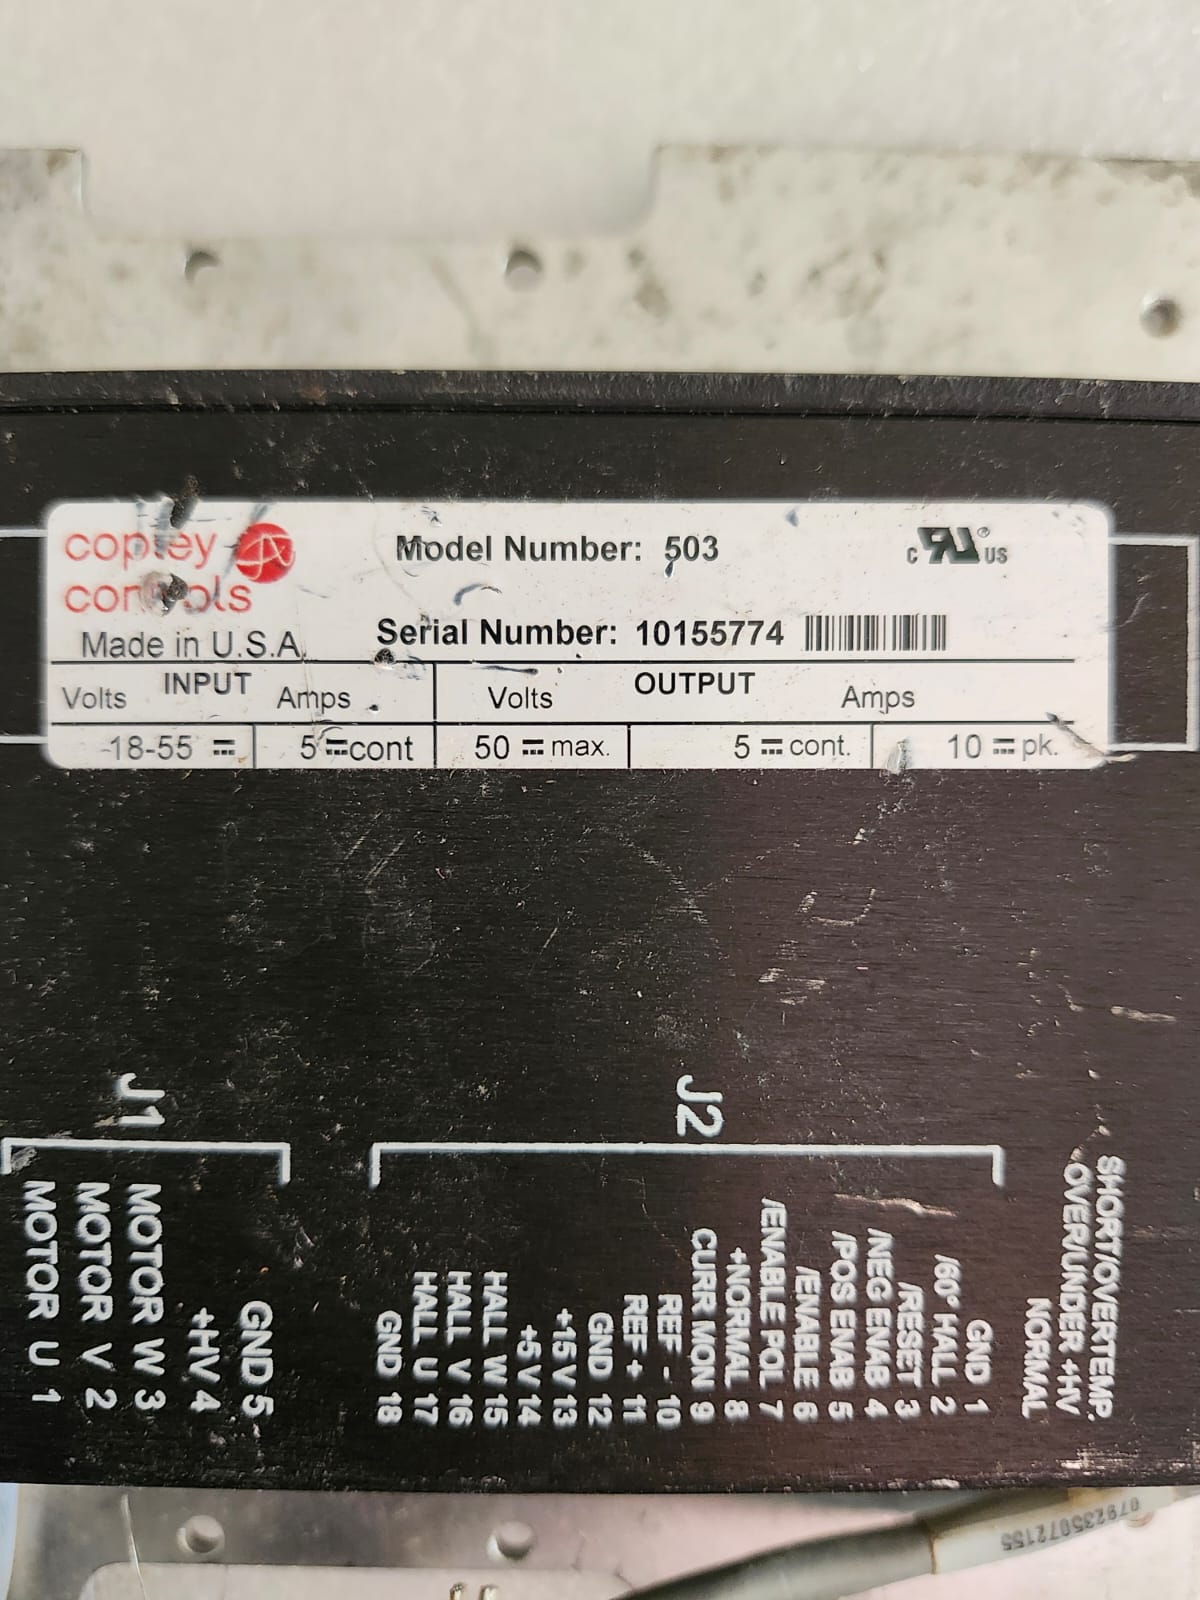 copley
controls
Made in U.S.A.
Model Number: 503
c RU ® US
Serial Number: 10155774
INPUT
OUTPUT
Volts
Amps
Volts
Amps
18-55
5 cont
50 max.
5 cont.
10 pk.
J1
MOTOR U 1
MOTOR V 2
MOTOR W 3
+HV 4
GND 5
J2
GND 18
HALL U 17
HALL V 16
HALL W 15
+5V 14
+15V 13
GND 12
REF + 11
REF - 10
CURR MON 9
+NORMAL 8
/ENABLE POL 7
/ENABLE 6
/POS ENAB 5
/NEG ENAB 4
/RESET 3
/60° HALL 2
GND 1
NORMAL
OVER/UNDER +HV
SHORT/OVERTEMP.
079235072155